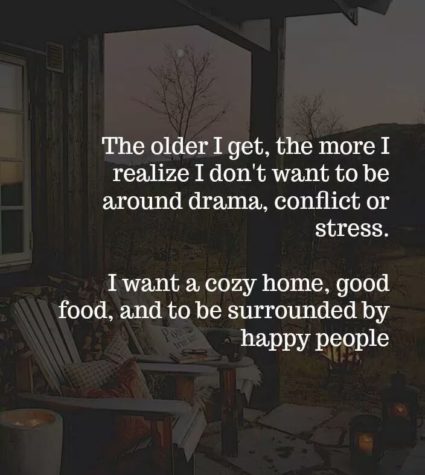 The older I get, the more I
realize I don't want to be
around drama, conflict or
stress.
I want a cozy home, good
food, and to be surrounded by
happy people